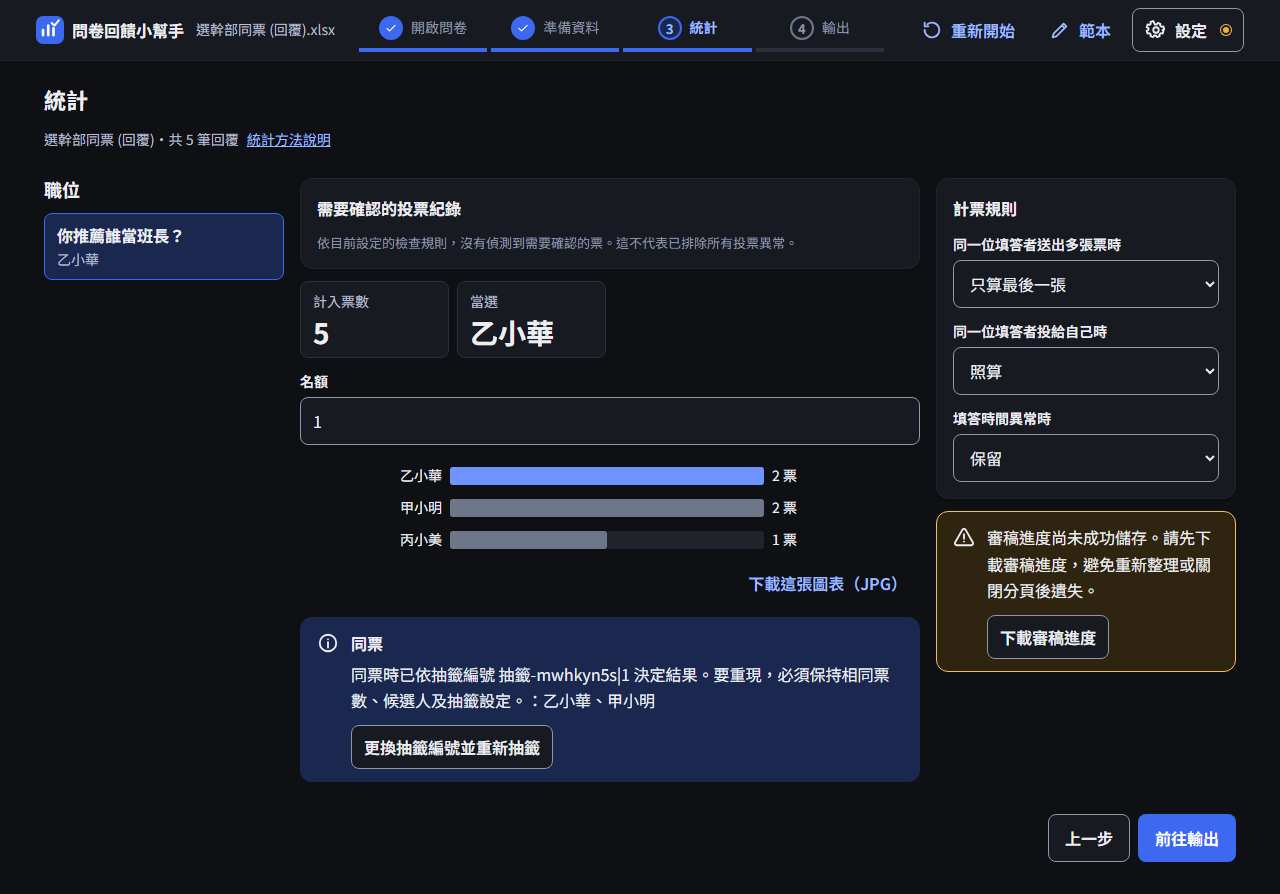 問卷回饋小幫手 選幹部同票 (回覆).xlsx 開啟問卷 準備資料 3 統計 4 輸出 重新開始 範本 設定
統計
選幹部同票 (回覆)・共 5 筆回覆 統計方法說明
職位
你推薦誰當班長？
乙小華
需要確認的投票紀錄
依目前設定的檢查規則，沒有偵測到需要確認的票。這不代表已排除所有投票異常。
計入票數
5
當選
乙小華
名額
1
乙小華 2 票
甲小明 2 票
丙小美 1 票
下載這張圖表（JPG）
同票
同票時已依抽籤編號 抽籤-mwhkyn5s|1 決定結果。要重現，必須保持相同票
數、候選人及抽籤設定。：乙小華、甲小明
更換抽籤編號並重新抽籤
計票規則
同一位填答者送出多張票時
只算最後一張
同一位填答者投給自己時
照算
填答時間異常時
保留
審稿進度尚未成功儲存。請先下
載審稿進度，避免重新整理或關
閉分頁後遺失。
下載審稿進度
上一步 前往輸出